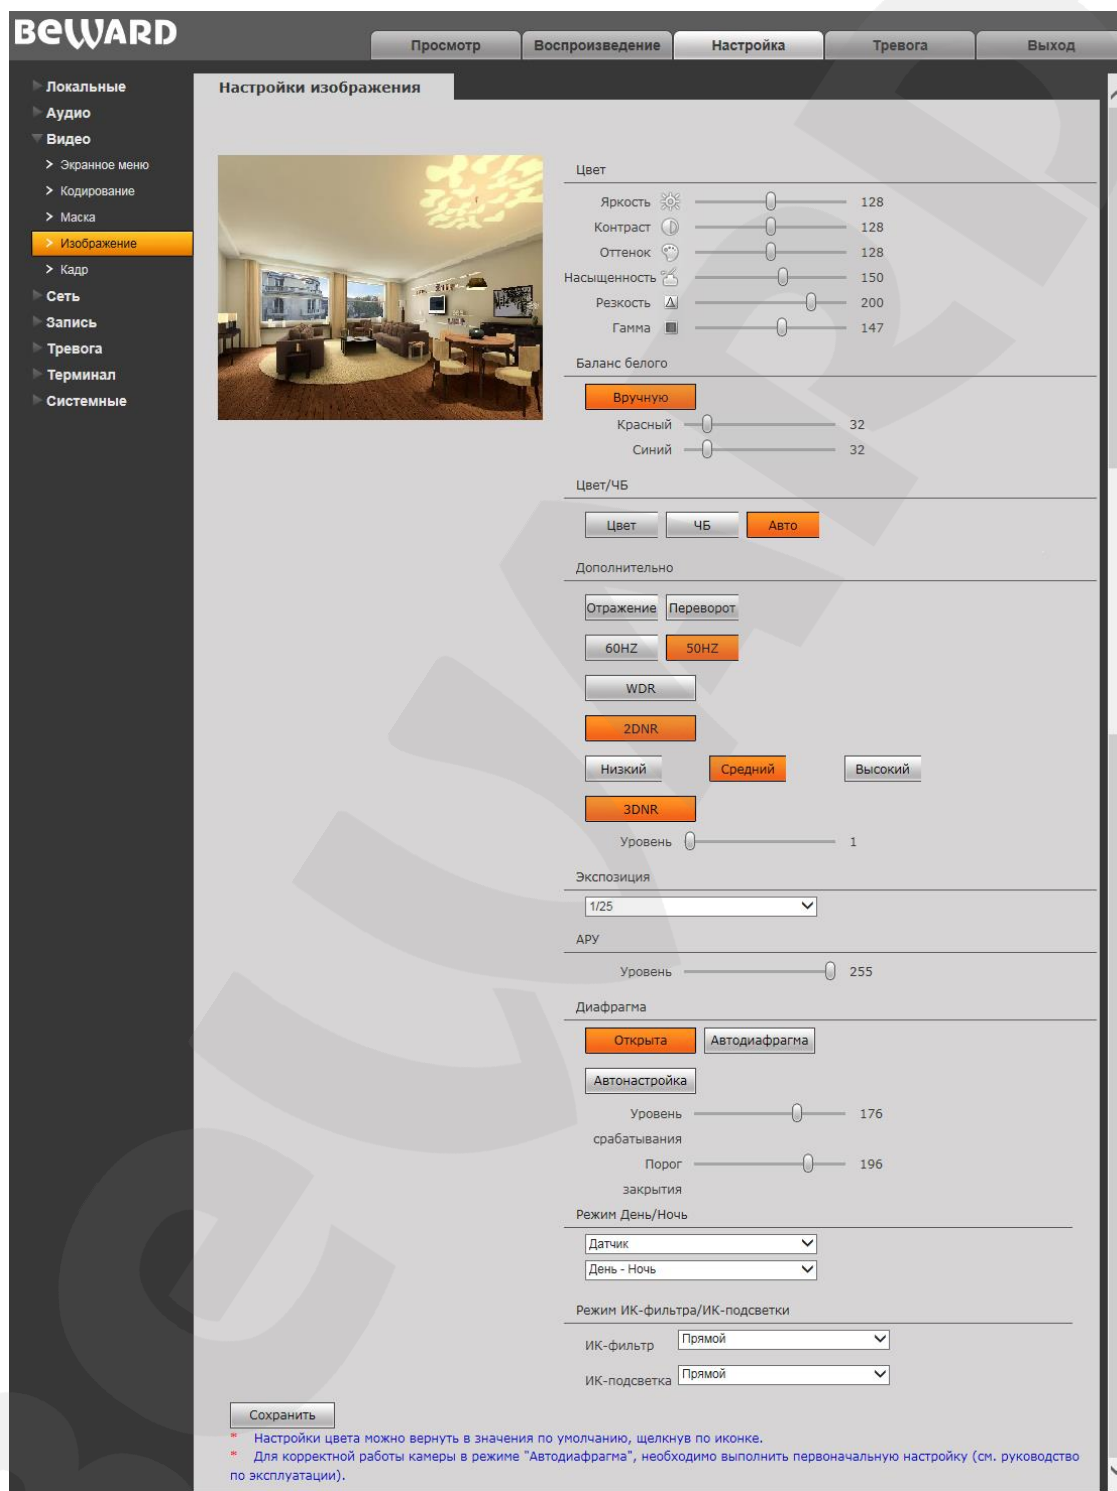 BEWARD
Просмотр
Воспроизведение
Настройка
Тревога
Выход
Локальные
Аудио
Видео
> Экранное меню
> Кодирование
> Маска
> Изображение
> Кадр
Сеть
Запись
Тревога
Терминал
Системные
Настройки изображения
Цвет
Яркость 128
Контраст 128
Оттенок 128
Насыщенность 150
Резкость 200
Гамма 147
Баланс белого
Вручную
Красный 32
Синий 32
Цвет/ЧБ
Цвет ЧБ Авто
Дополнительно
Отражение Переворот
60HZ 50HZ
WDR
2DNR
Низкий Средний Высокий
3DNR
Уровень 1
Экспозиция
1/25
АРУ
Уровень 255
Диафрагма
Открыта Автодиафрагма
Автонастройка
Уровень 176
срабатывания
Порог 196
закрытия
Режим День/Ночь
Датчик
День - Ночь
Режим ИК-фильтра/ИК-подсветки
ИК-фильтр Прямой
ИК-подсветка Прямой
Сохранить
* Настройки цвета можно вернуть в значения по умолчанию, щелкнув по иконке.
* Для корректной работы камеры в режиме "Автодиафрагма", необходимо выполнить первоначальную настройку (см. руководство
по эксплуатации).